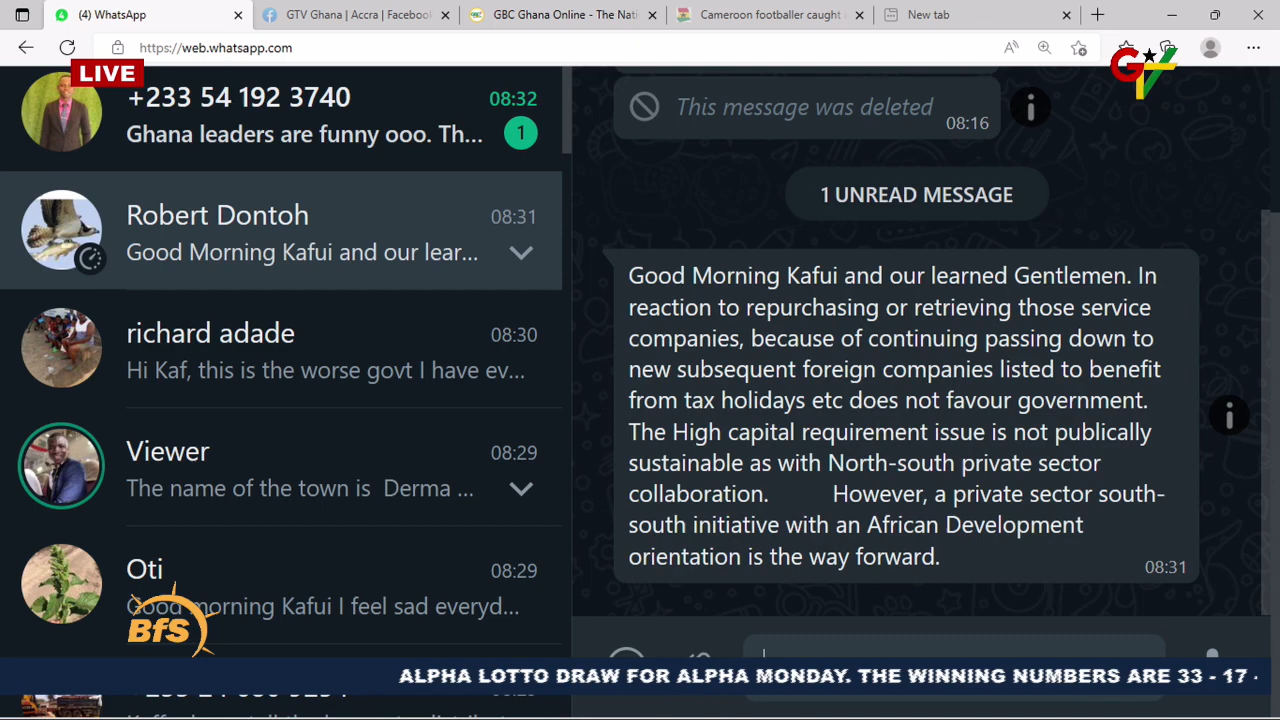 (4) WhatsApp
GTV Ghana | Accra | Facebook
GBC Ghana Online - The Nati
Cameroon footballer caught
New tab
https://web.whatsapp.com
LIVE
GTV
+233 54 192 3740
08:32
Ghana leaders are funny ooo. Th...
1
Robert Dontoh
08:31
Good Morning Kafui and our lear...
richard adade
08:30
Hi Kaf, this is the worse govt I have ev...
Viewer
08:29
The name of the town is Derma ...
Oti
08:29
Good morning Kafui I feel sad everyd...
BfS
This message was deleted
08:16
1 UNREAD MESSAGE
Good Morning Kafui and our learned Gentlemen. In
reaction to repurchasing or retrieving those service
companies, because of continuing passing down to
new subsequent foreign companies listed to benefit
from tax holidays etc does not favour government.
The High capital requirement issue is not publically
sustainable as with North-south private sector
collaboration. However, a private sector south-
south initiative with an African Development
orientation is the way forward.
08:31
ALPHA LOTTO DRAW FOR ALPHA MONDAY. THE WINNING NUMBERS ARE 33 - 17 -